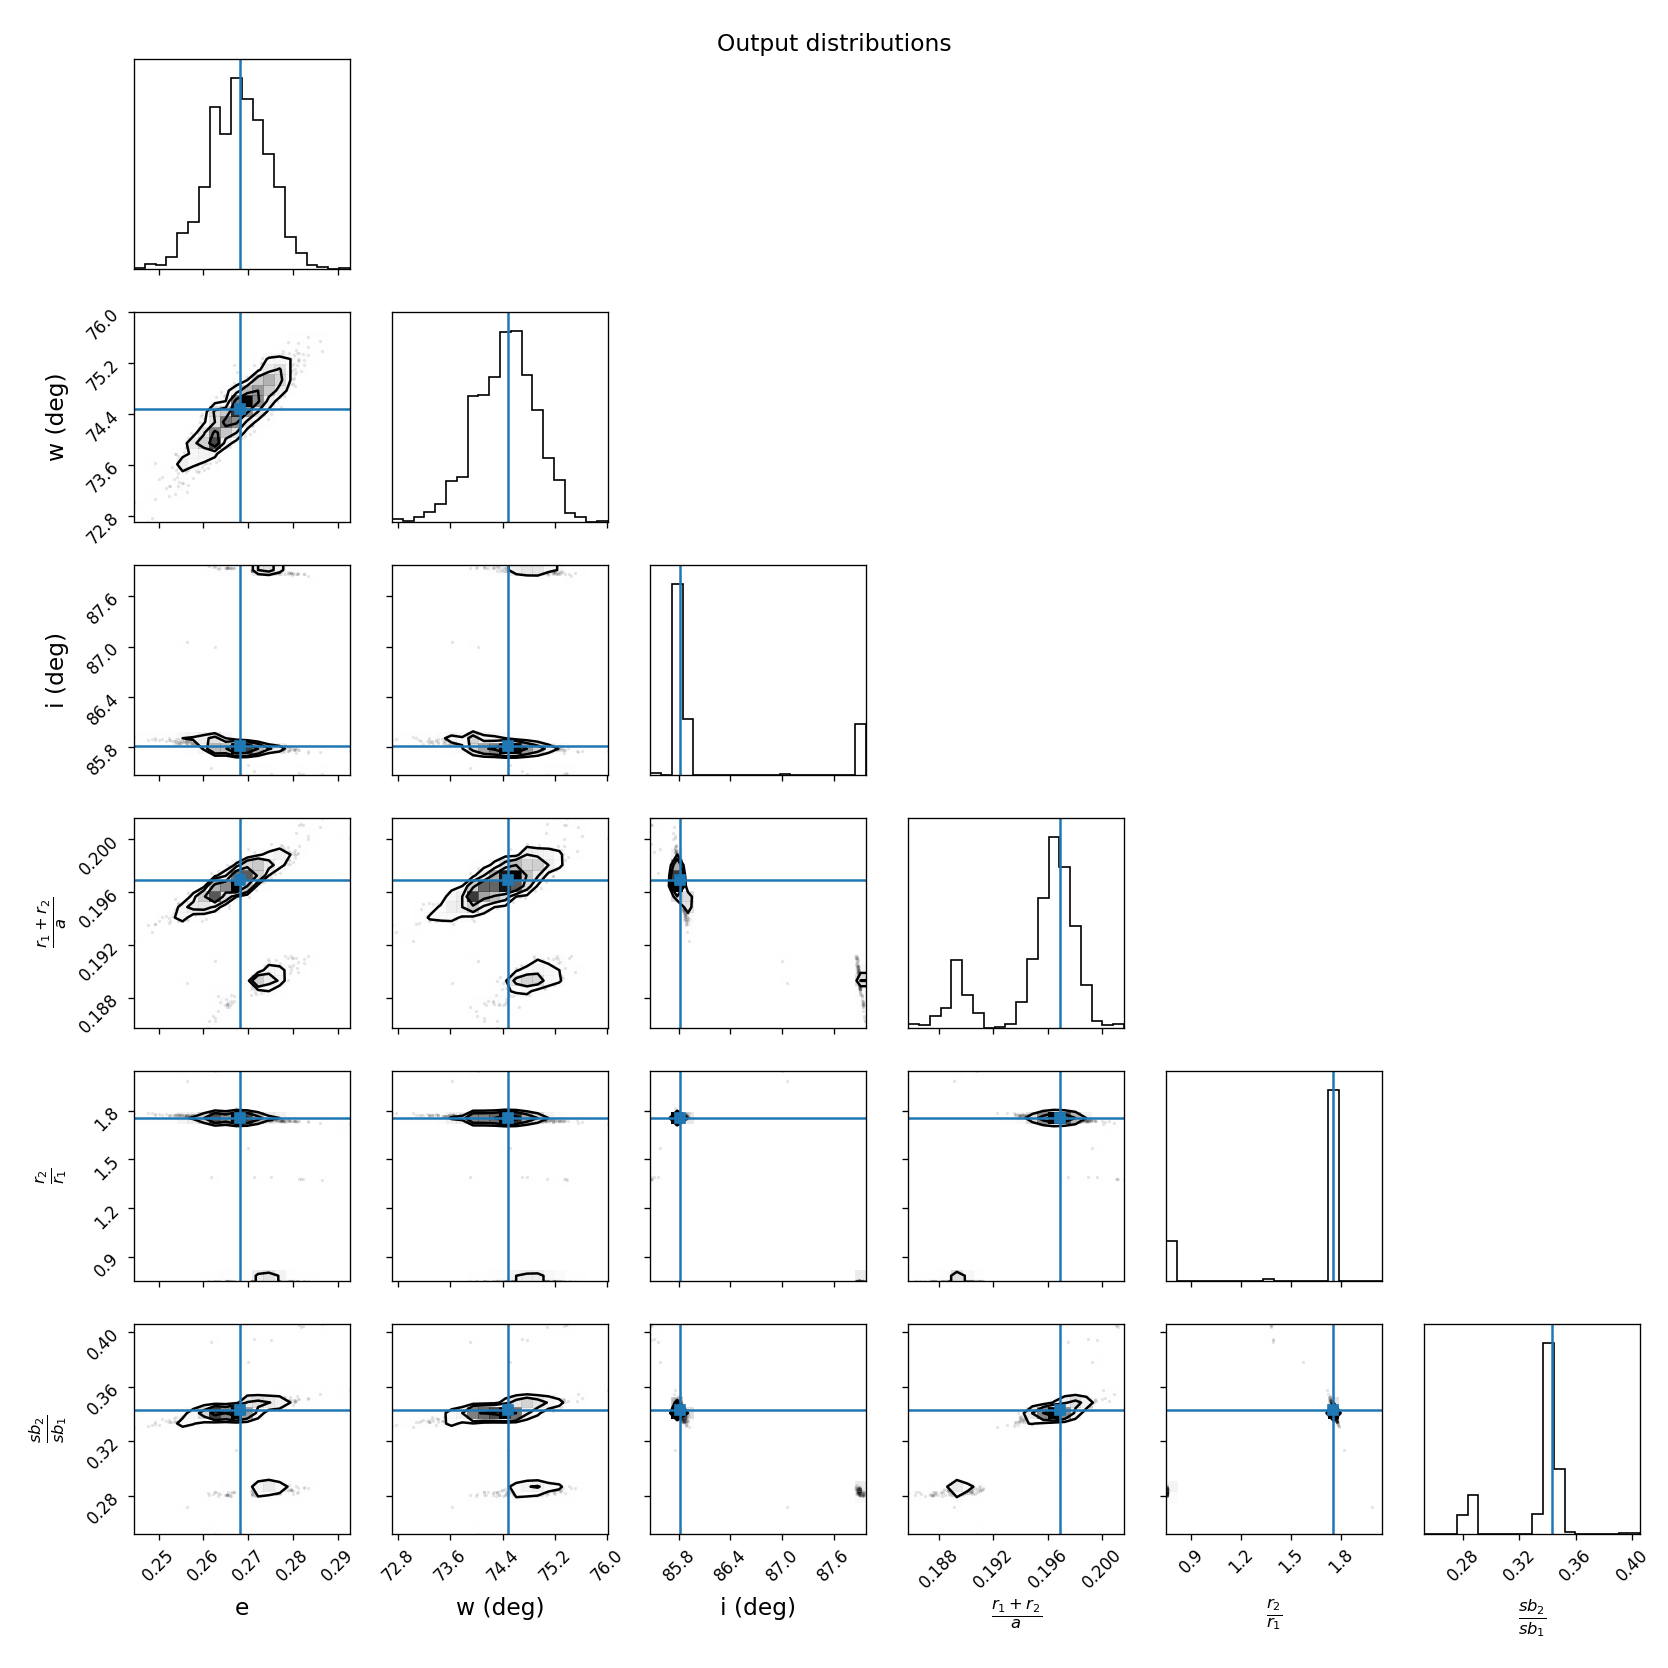 Output distributions
76.0
75.2
74.4
73.6
72.8
w (deg)
87.6
87.0
86.4
85.8
i (deg)
0.200
0.196
0.192
0.188
r₁ + r₂
a
1.8
1.5
1.2
0.9
r₂
r₁
0.40
0.36
0.32
0.28
sb₂
sb₁
0.25 0.26 0.27 0.28 0.29 72.8 73.6 74.4 75.2 76.0 85.8 86.4 87.0 87.6 0.188 0.192 0.196 0.200 0.9 1.2 1.5 1.8 0.28 0.32 0.36 0.40
e w (deg) i (deg) r₁ + r₂ r₂ sb₂
a r₁ sb₁